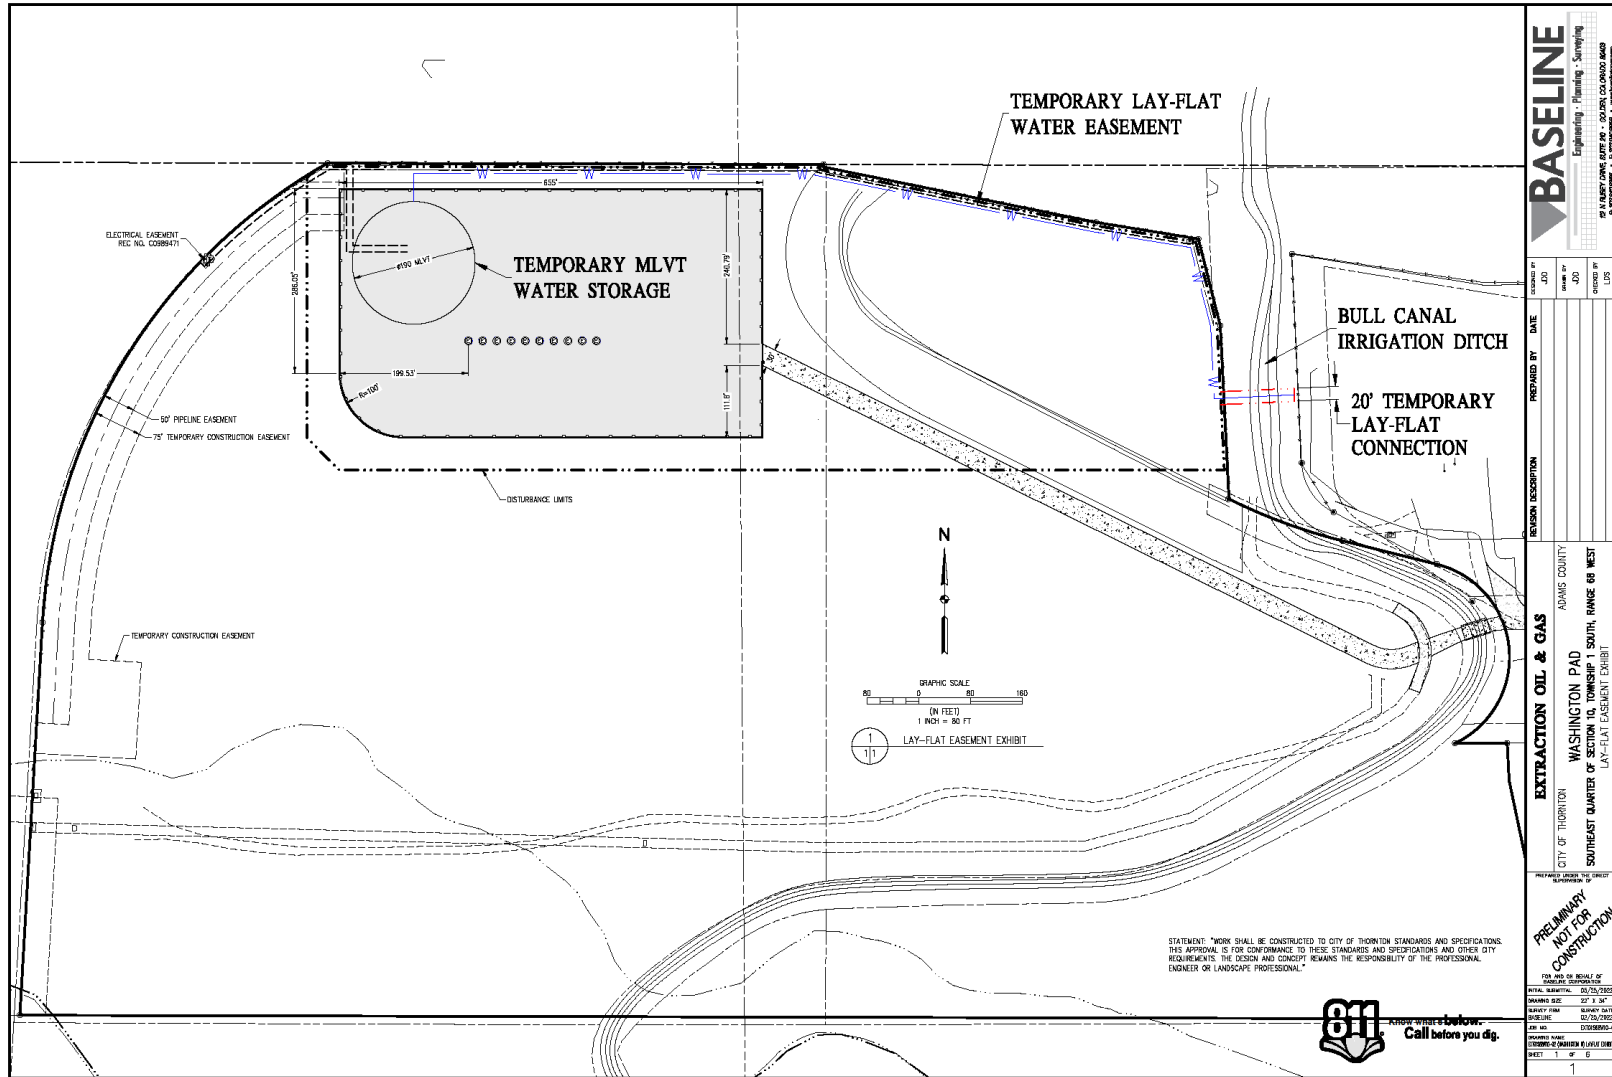 TEMPORARY LAY-FLAT
WATER EASEMENT
W W W W
655'
W
W
W
W
W
ELECTRICAL EASEMENT
REC NO. C0989471
TEMPORARY MLVT
WATER STORAGE
ø190 MLVT
286.05'
240.79'
30'
199.53'
R=100'
111.8'
BULL CANAL
IRRIGATION DITCH
20' TEMPORARY
LAY-FLAT
CONNECTION
50' PIPELINE EASEMENT
75' TEMPORARY CONSTRUCTION EASEMENT
DISTURBANCE LIMITS
TEMPORARY CONSTRUCTION EASEMENT
N
GRAPHIC SCALE
80 0 80 160
(IN FEET)
1 INCH = 80 FT
1
1 1
LAY-FLAT EASEMENT EXHIBIT
STATEMENT: "WORK SHALL BE CONSTRUCTED TO CITY OF THORNTON STANDARDS AND SPECIFICATIONS.
THIS APPROVAL IS FOR CONFORMANCE TO THESE STANDARDS AND SPECIFICATIONS AND OTHER CITY
REQUIREMENTS. THE DESIGN AND CONCEPT REMAINS THE RESPONSIBILITY OF THE PROFESSIONAL
ENGINEER OR LANDSCAPE PROFESSIONAL."
811
Know what's below.
Call before you dig.
BASELINE
Engineering · Planning · Surveying
DESIGNED BY
JDO
DRAWN BY
JDO
CHECKED BY
LDS
REVISION DESCRIPTION PREPARED BY DATE
EXTRACTION OIL & GAS
CITY OF THORNTON ADAMS COUNTY
WASHINGTON PAD
SOUTHEAST QUARTER OF SECTION 10, TOWNSHIP 1 SOUTH, RANGE 68 WEST
LAY-FLAT EASEMENT EXHIBIT
PREPARED UNDER THE DIRECT
SUPERVISION OF
PRELIMINARY
NOT FOR
CONSTRUCTION
FOR AND ON BEHALF OF
BASELINE CORPORATION
INITIAL SUBMITTAL
DRAWING SIZE 22" X 34"
SURVEY FIRM SURVEY DATE
BASELINE
JOB NO.
DRAWING NAME
SHEET 1 OF 6
1